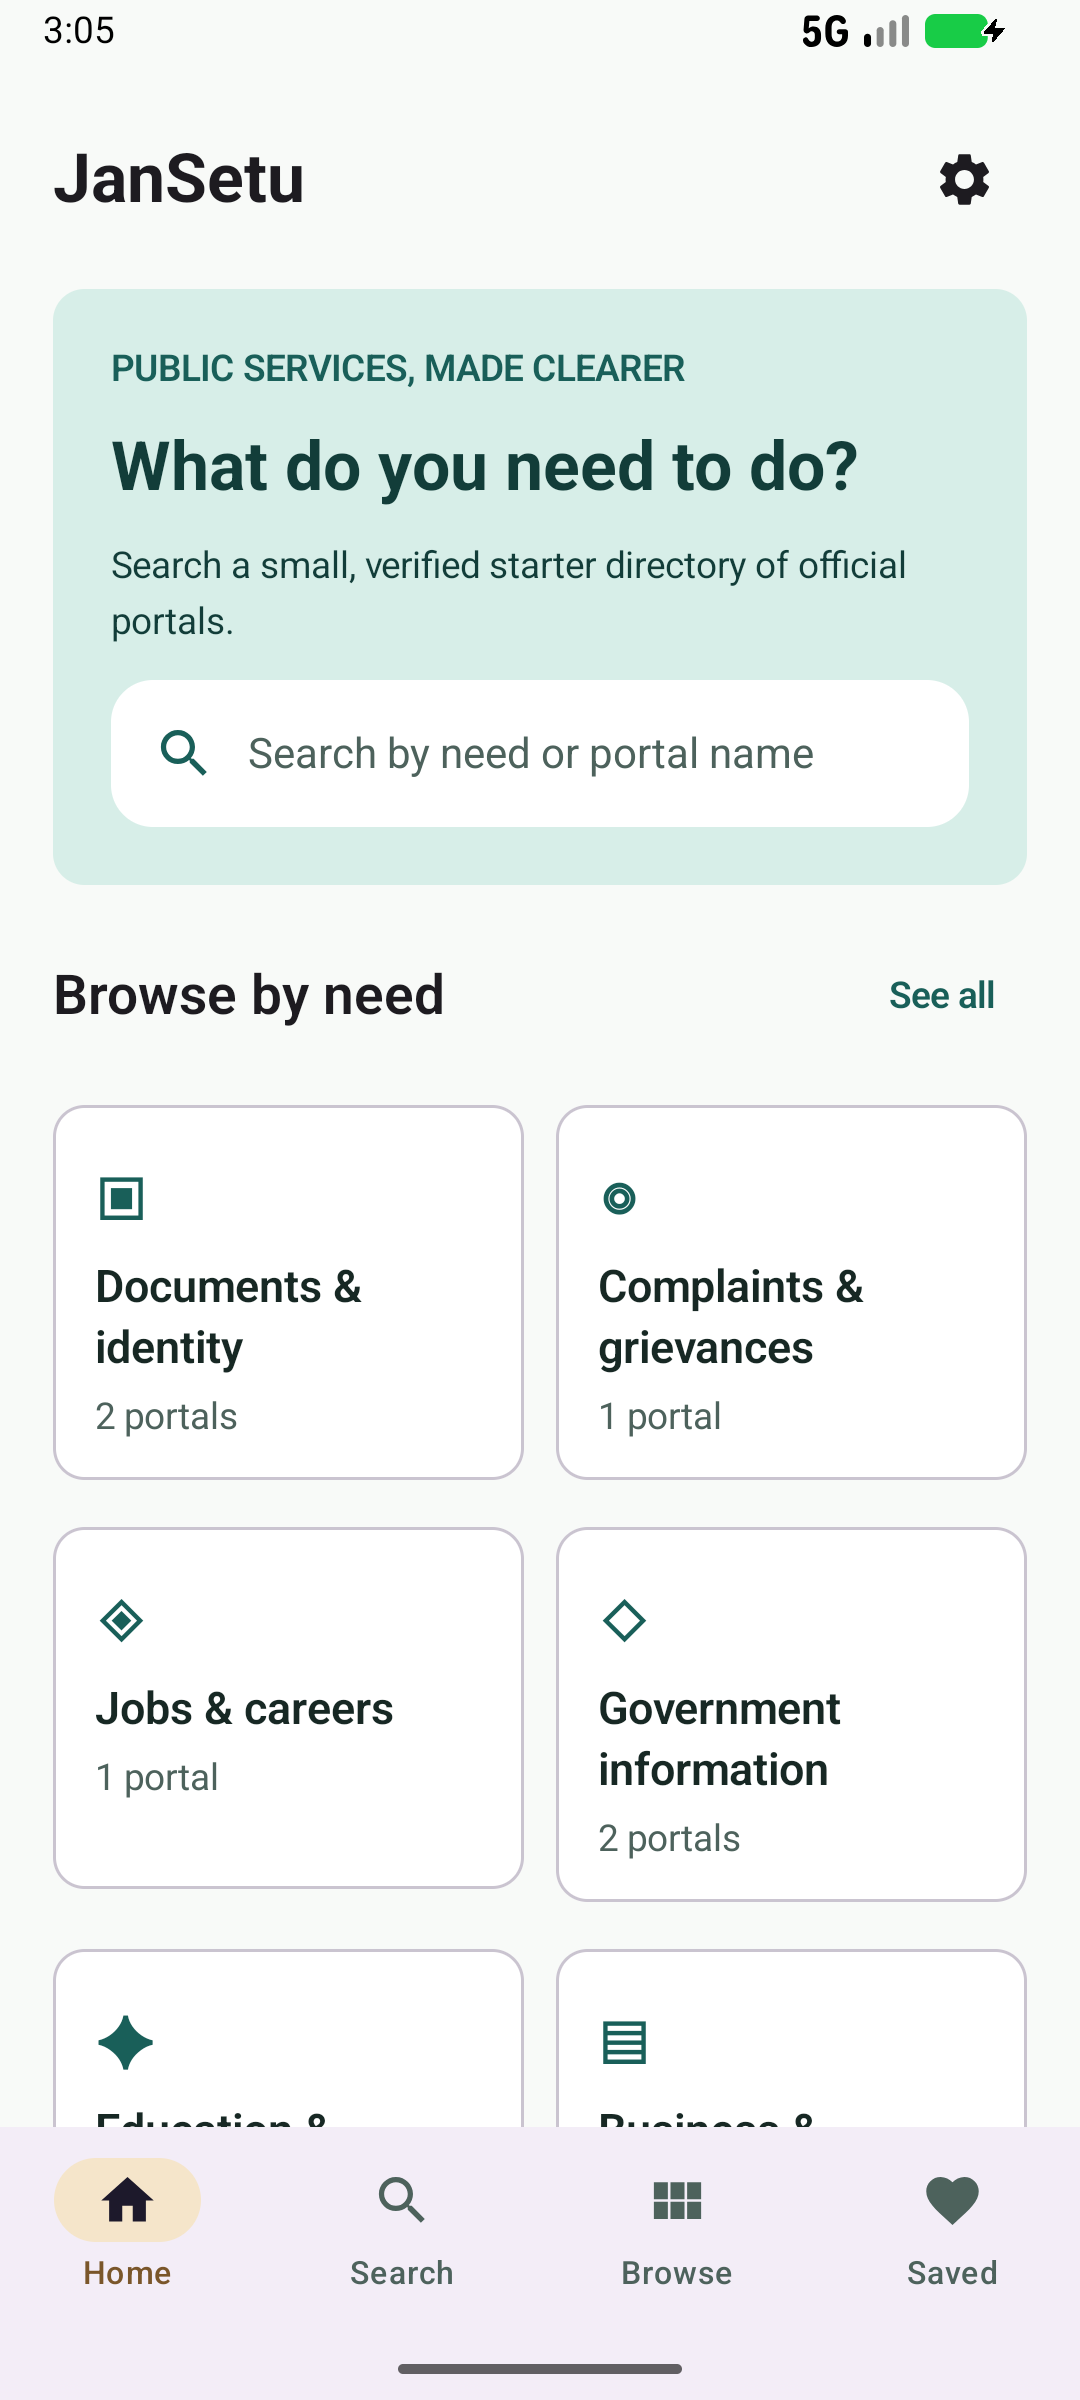 3:05
5G
JanSetu
PUBLIC SERVICES, MADE CLEARER
What do you need to do?
Search a small, verified starter directory of official
portals.
Search by need or portal name
Browse by need
See all
Documents &
identity
2 portals
Complaints &
grievances
1 portal
Jobs & careers
1 portal
Government
information
2 portals
Education &
Business &
Home
Search
Browse
Saved